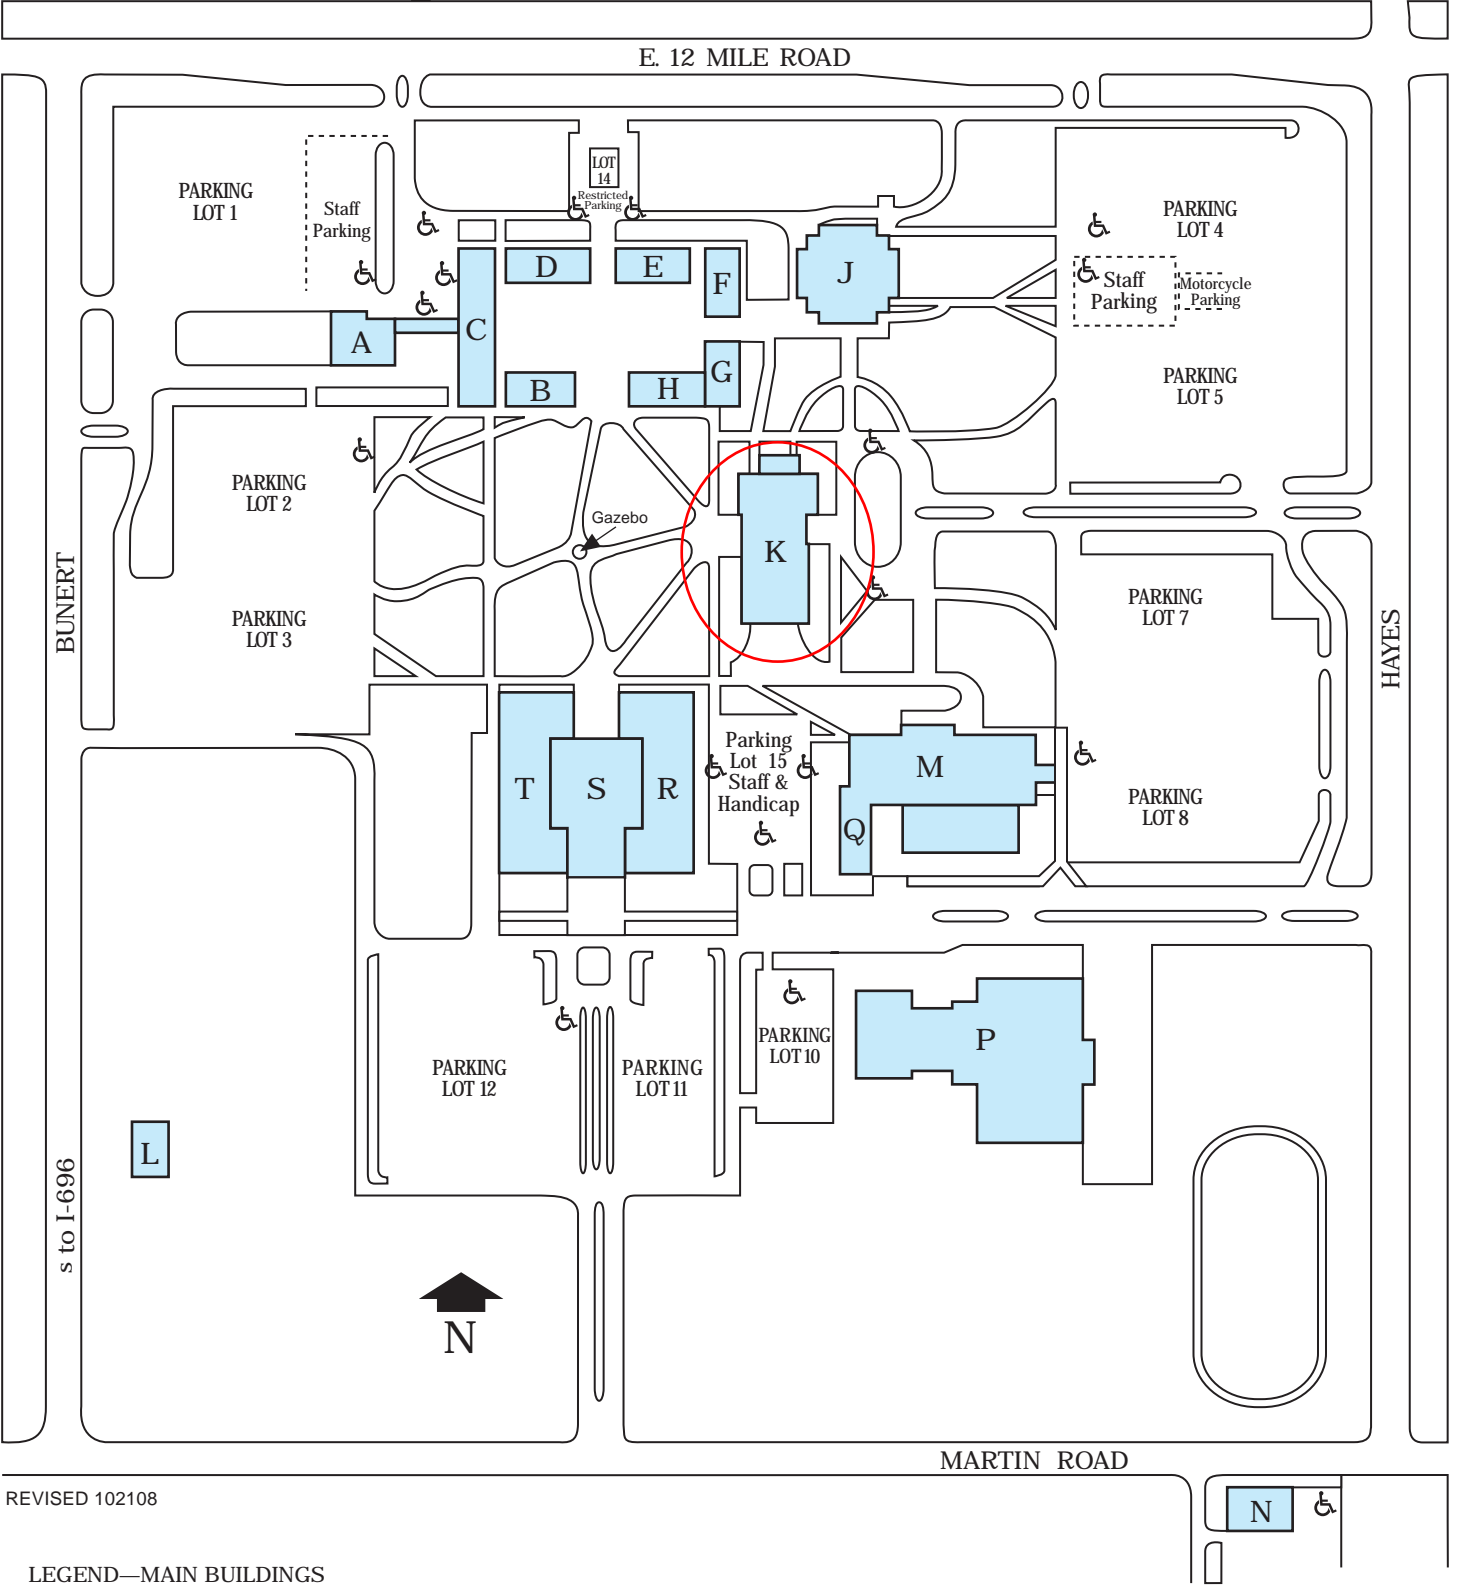 E. 12 MILE ROAD
PARKING
LOT 1
Staff
Parking
LOT
14
Restricted
Parking
PARKING
LOT 4
Staff
Parking
Motorcycle
Parking
D
E
F
J
A
C
B
H
G
PARKING
LOT 5
PARKING
LOT 2
Gazebo
K
BUNERT
PARKING
LOT 3
PARKING
LOT 7
HAYES
T
S
R
Parking
Lot 15
Staff &
Handicap
M
Q
PARKING
LOT 8
PARKING
LOT 12
PARKING
LOT 11
PARKING
LOT 10
P
L
s to I-696
N
MARTIN ROAD
REVISED 102108
N
LEGEND—MAIN BUILDINGS